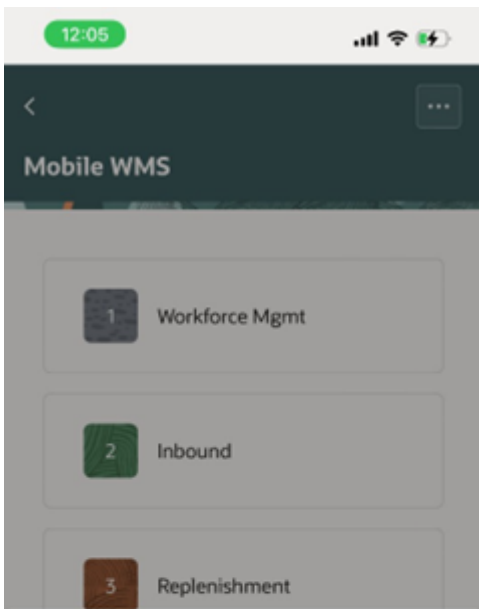 12:05
Mobile WMS
1 Workforce Mgmt
2 Inbound
3 Replenishment